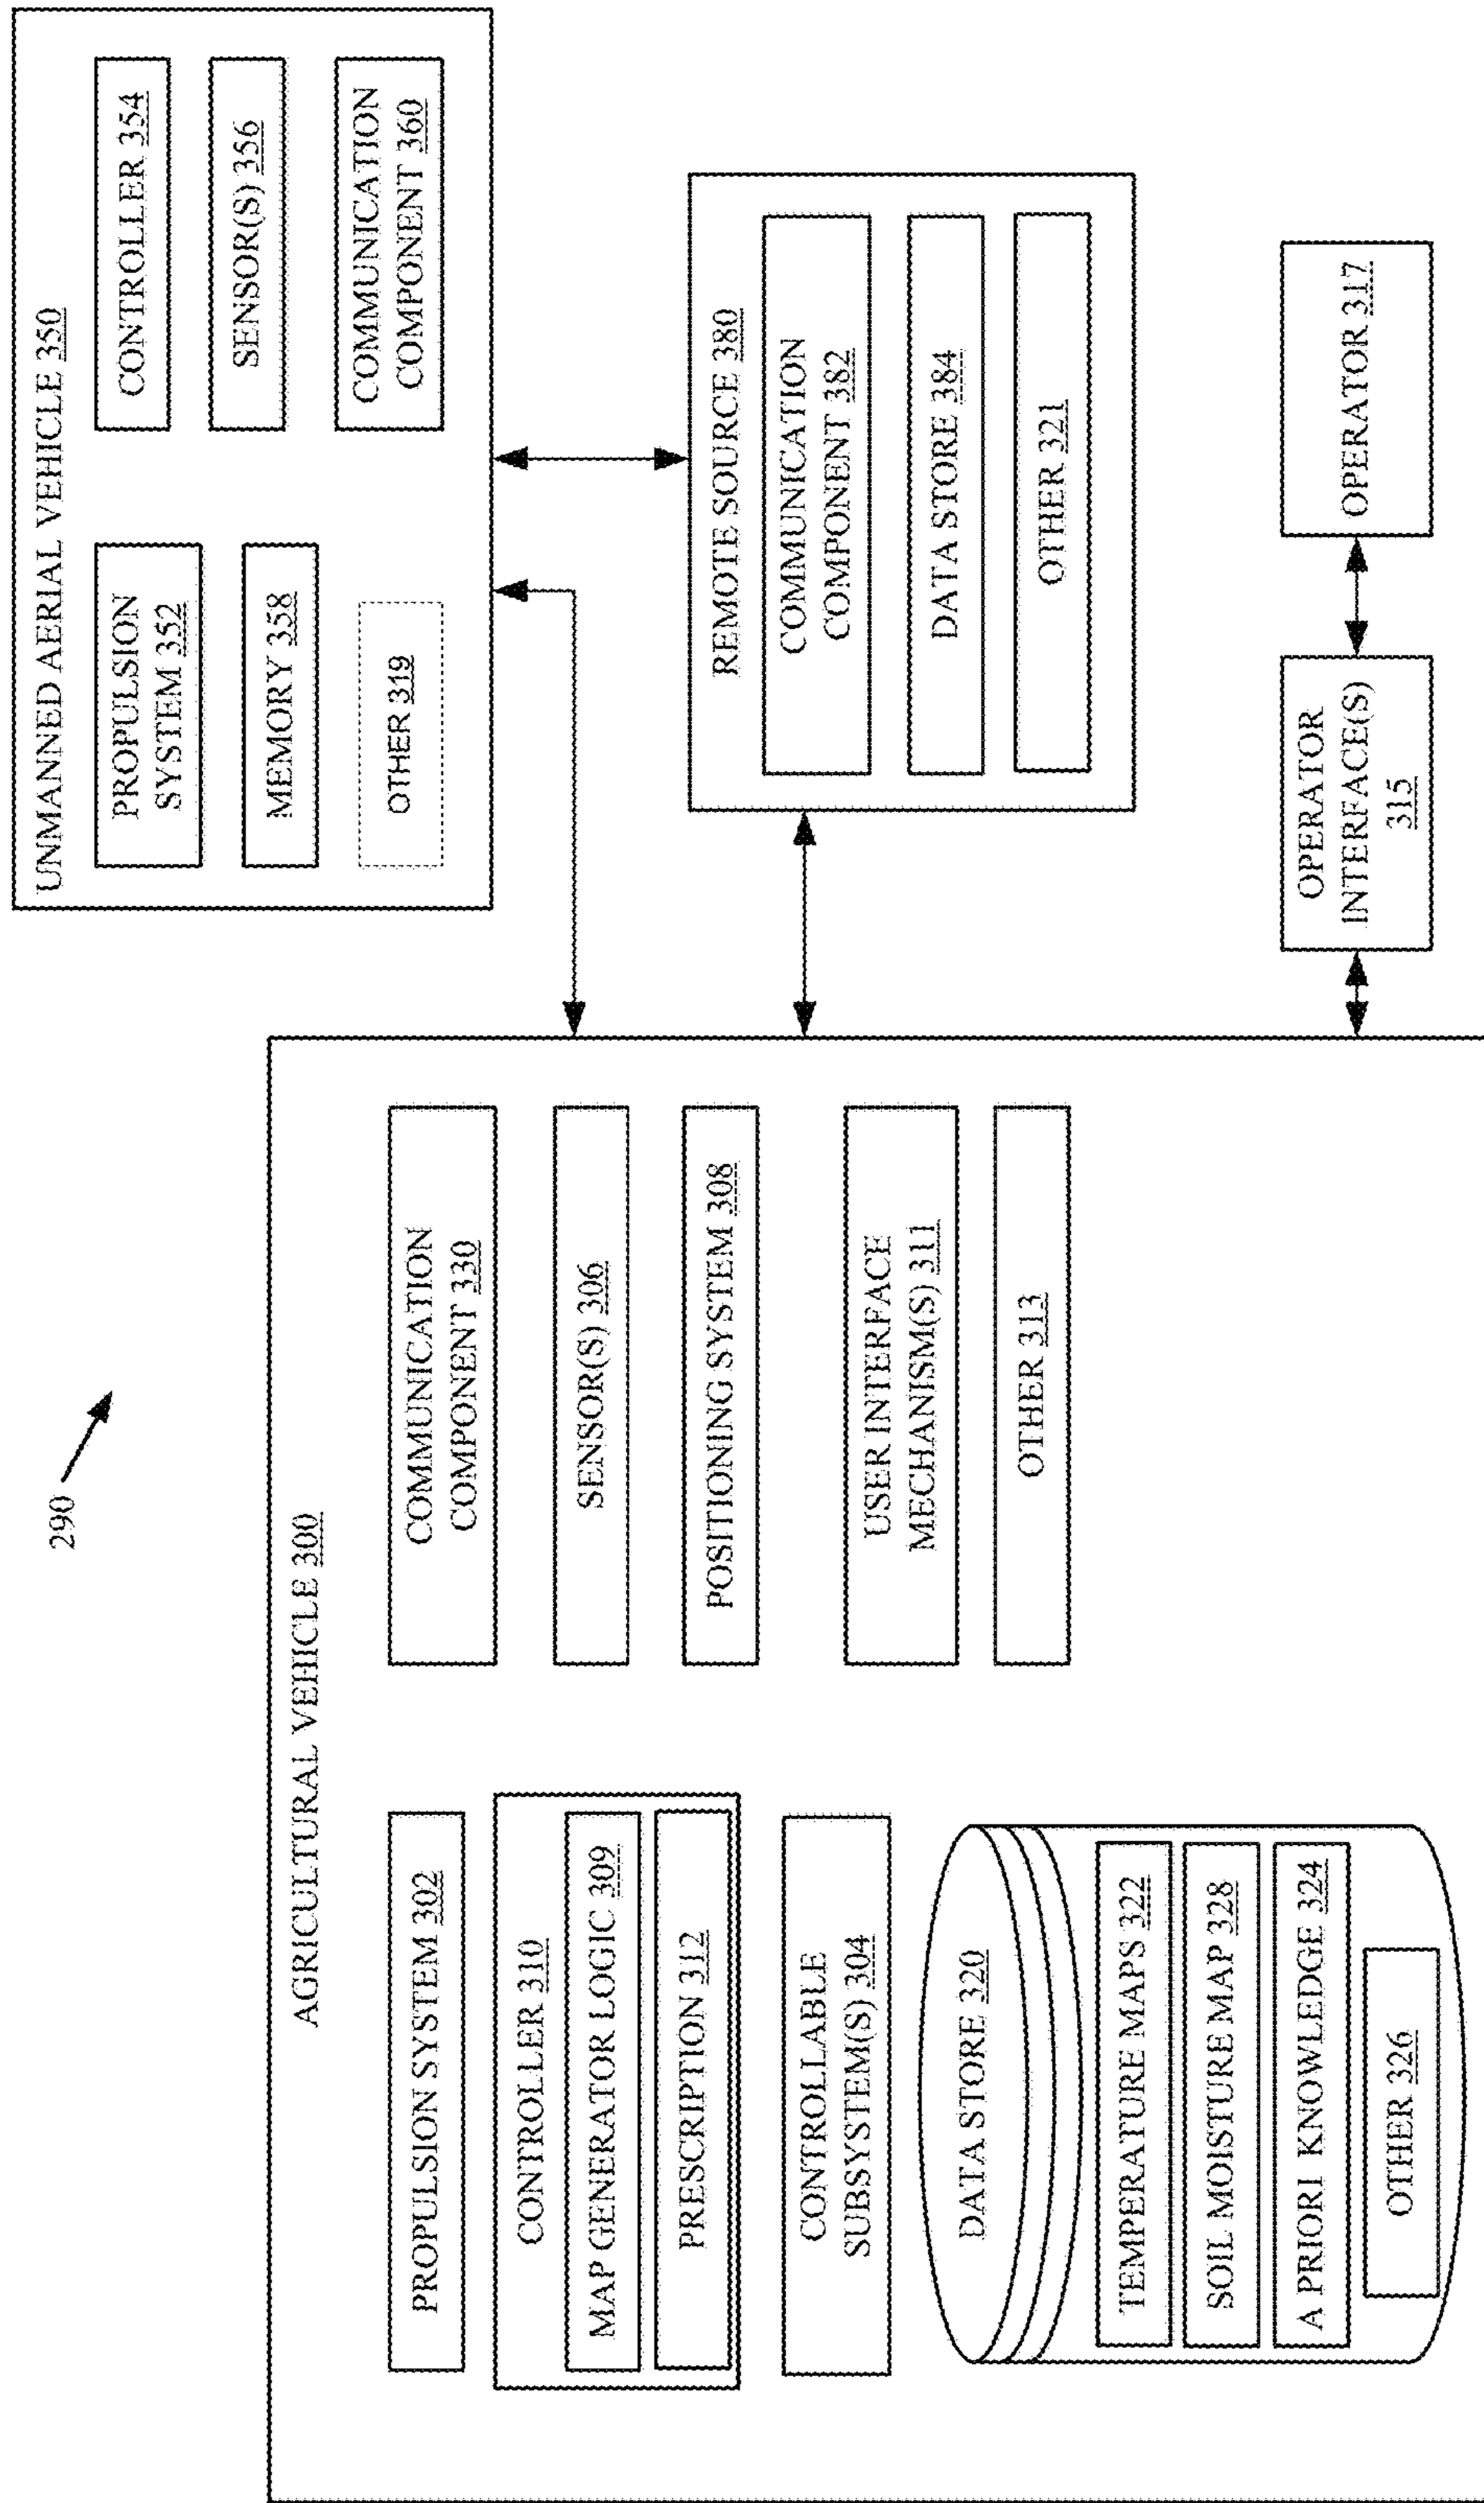 290
AGRICULTURAL VEHICLE 300
PROPULSION SYSTEM 302
CONTROLLER 310
MAP GENERATOR LOGIC 309
PRESCRIPTION 312
CONTROLLABLE
SUBSYSTEM(S) 304
DATA STORE 320
TEMPERATURE MAPS 322
SOIL MOISTURE MAP 328
A PRIORI KNOWLEDGE 324
OTHER 326
COMMUNICATION
COMPONENT 330
SENSOR(S) 306
POSITIONING SYSTEM 308
USER INTERFACE
MECHANISM(S) 311
OTHER 313
UNMANNED AERIAL VEHICLE 350
PROPULSION
SYSTEM 352
MEMORY 358
OTHER 319
CONTROLLER 354
SENSOR(S) 356
COMMUNICATION
COMPONENT 360
REMOTE SOURCE 380
COMMUNICATION
COMPONENT 382
DATA STORE 384
OTHER 321
OPERATOR
INTERFACE(S)
315
OPERATOR 317